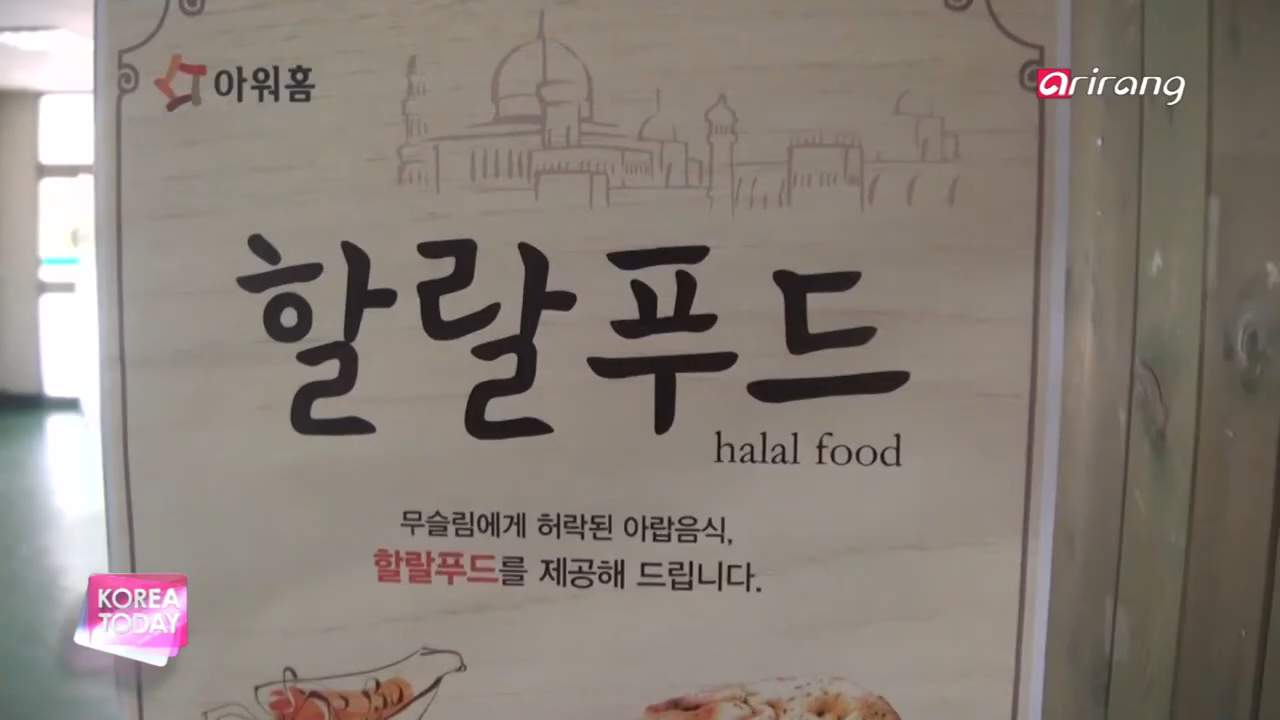 아워홈
arirang
할랄푸드
halal food
무슬림에게 허락된 아랍음식,
할랄푸드를 제공해 드립니다.
KOREA
TODAY